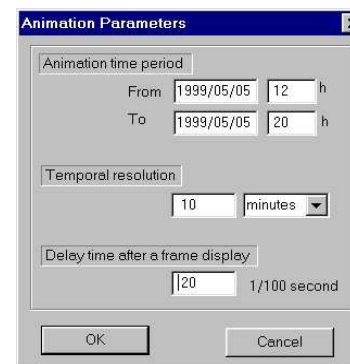 Animation Parameters
Animation time period
From 1999/05/05 12 h
To 1999/05/05 20 h
Temporal resolution
10 minutes
Delay time after a frame display
20 1/100 second
OK Cancel